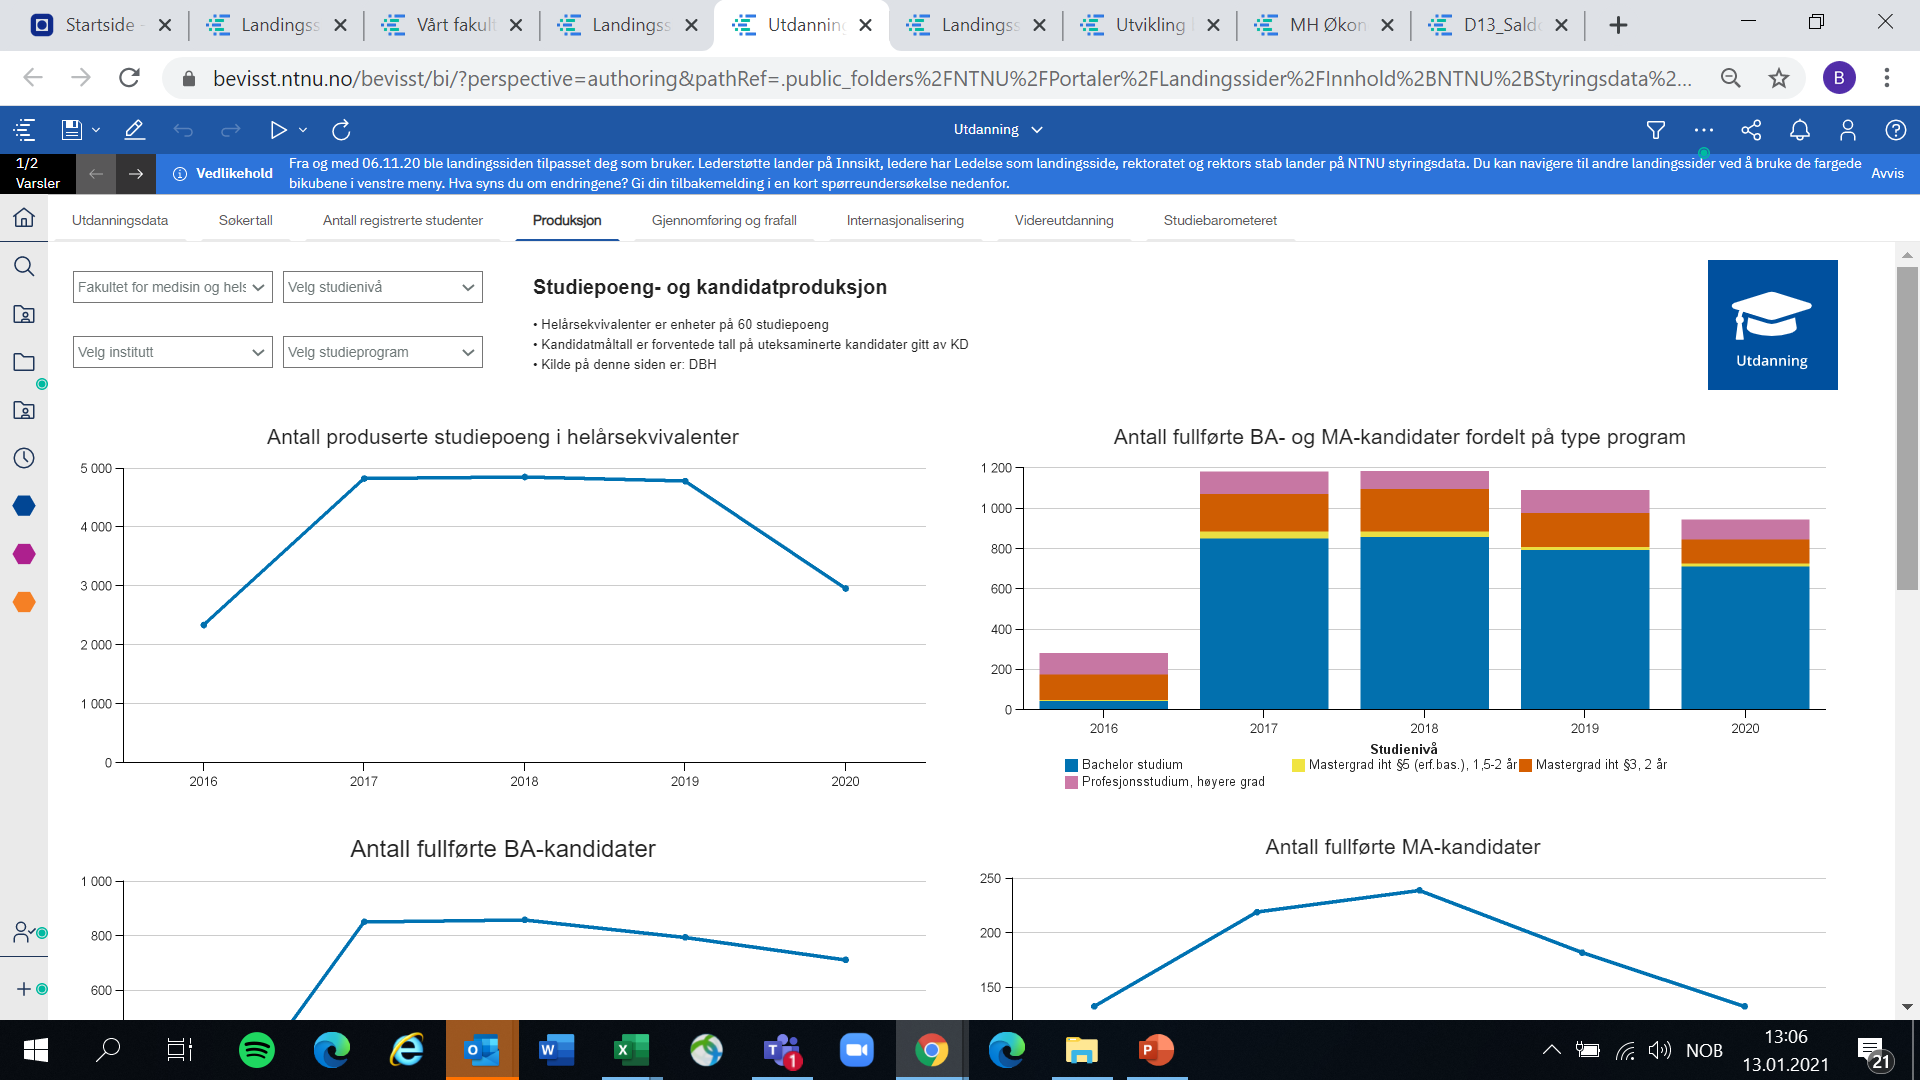 Startside -
Landingss
Vårt fakult
Landingss
Utdanning
Landingss
Utvikling
MH Økon
D13_Saldo
bevisst.ntnu.no/bevisst/bi/?perspective=authoring&pathRef=.public_folders%2FNTNU%2FPortaler%2FLandingssider%2FInnhold%2BNTNU%2BStyringsdata%2...
B
Utdanning
1/2
Varsler
Vedlikehold
Fra og med 06.11.20 ble landingssiden tilpasset deg som bruker. Lederstøtte lander på Innsikt, ledere har Ledelse som landingsside, rektoratet og rektors stab lander på NTNU styringsdata. Du kan navigere til andre landingssider ved å bruke de fargede
bikubene i venstre meny. Hva syns du om endringene? Gi din tilbakemelding i en kort spørreundersøkelse nedenfor.
Avvis
Utdanningsdata
Søkertall
Antall registrerte studenter
Produksjon
Gjennomføring og frafall
Internasjonalisering
Videreutdanning
Studiebarometeret
Fakultet for medisin og hels
Velg studienivå
Velg institutt
Velg studieprogram
Studiepoeng- og kandidatproduksjon
• Helårsekvivalenter er enheter på 60 studiepoeng
• Kandidatmåltall er forventede tall på uteksaminerte kandidater gitt av KD
• Kilde på denne siden er: DBH
Utdanning
Antall produserte studiepoeng i helårsekvivalenter
5 000
4 000
3 000
2 000
1 000
0
2016 2017 2018 2019 2020
Antall fullførte BA- og MA-kandidater fordelt på type program
1 200
1 000
800
600
400
200
0
2016 2017 2018 2019 2020
Studienivå
Bachelor studium Mastergrad iht §5 (erf.bas.), 1,5-2 år Mastergrad iht §3, 2 år
Profesjonsstudium, høyere grad
Antall fullførte BA-kandidater
1 000
800
600
Antall fullførte MA-kandidater
250
200
150
1
NOB
13:06
13.01.2021
21